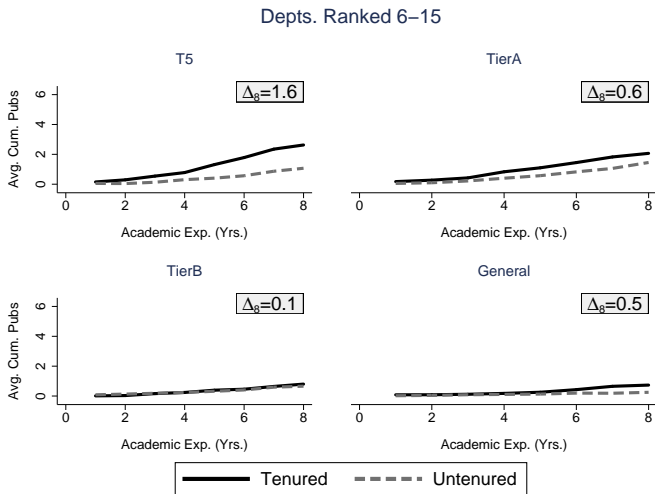 Depts. Ranked 6–15
T5
Avg. Cum. Pubs
6
4
2
0
Δ8=1.6
0 2 4 6 8
Academic Exp. (Yrs.)
TierA
Δ8=0.6
0 2 4 6 8
Academic Exp. (Yrs.)
TierB
Avg. Cum. Pubs
6
4
2
0
Δ8=0.1
0 2 4 6 8
Academic Exp. (Yrs.)
General
Δ8=0.5
0 2 4 6 8
Academic Exp. (Yrs.)
Tenured Untenured